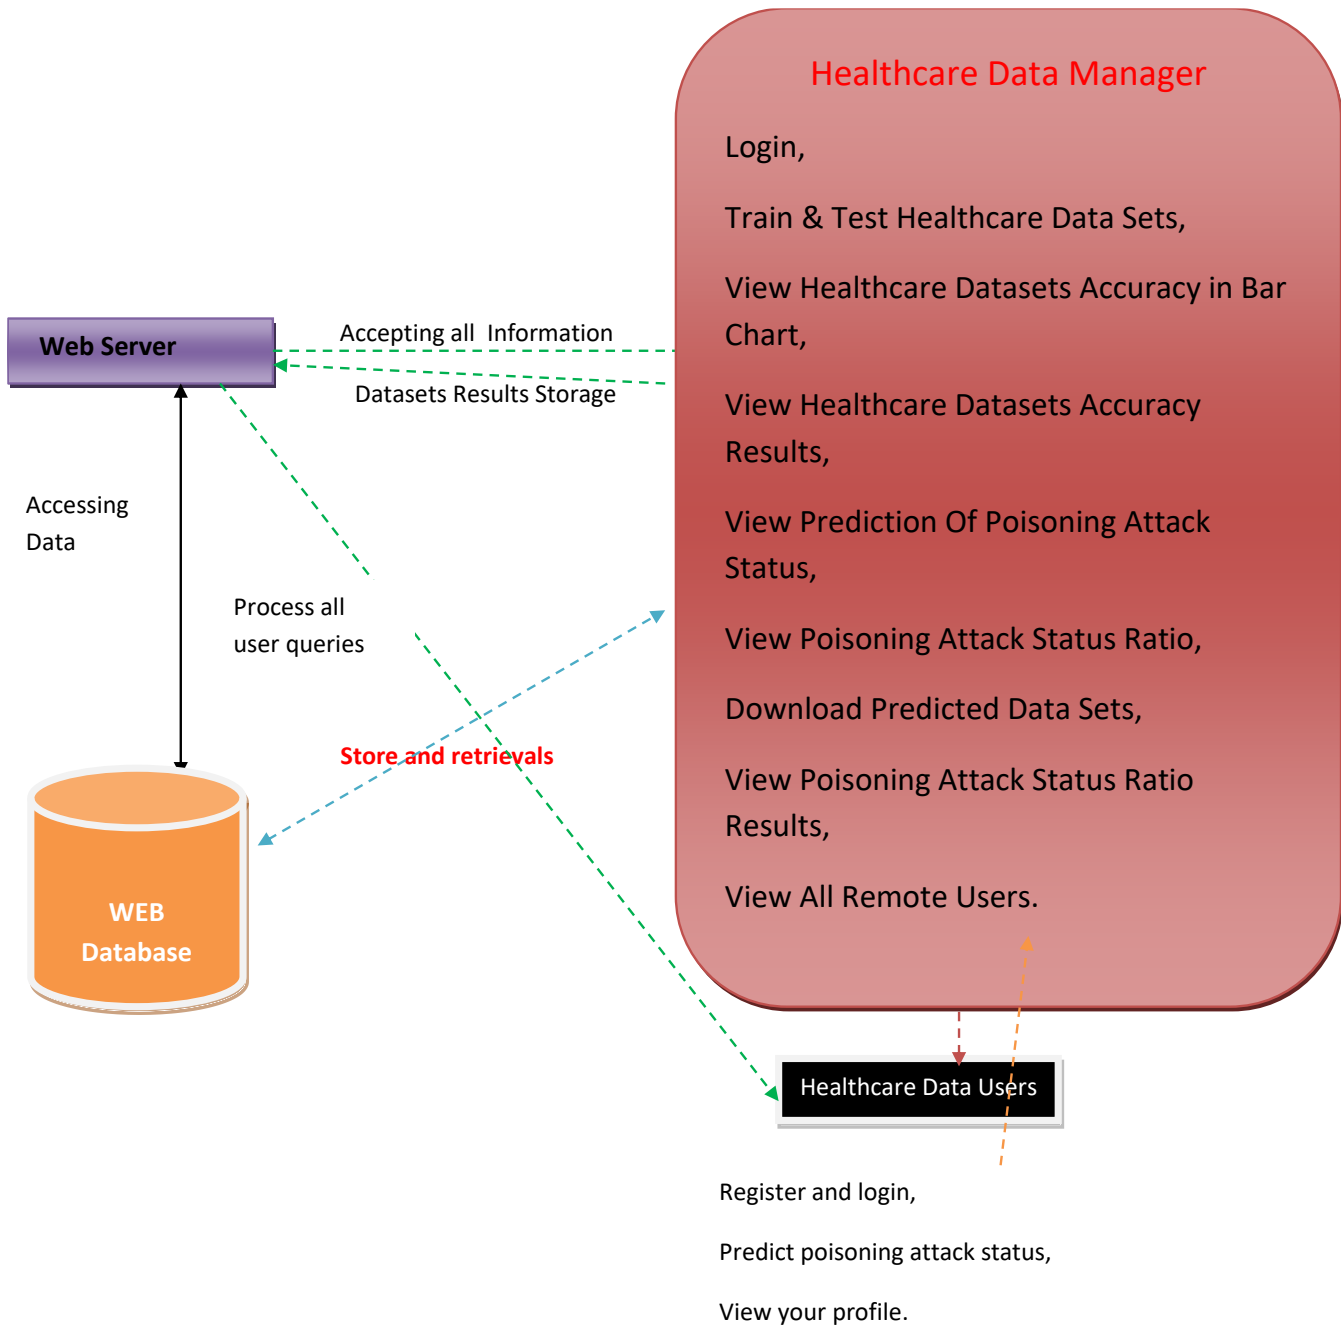 Healthcare Data Manager
Login,
Train & Test Healthcare Data Sets,
View Healthcare Datasets Accuracy in Bar
Chart,
View Healthcare Datasets Accuracy
Results,
View Prediction Of Poisoning Attack
Status,
View Poisoning Attack Status Ratio,
Download Predicted Data Sets,
View Poisoning Attack Status Ratio
Results,
View All Remote Users.
Web Server
Accepting all  Information
Datasets Results Storage
Accessing
Data
Process all
user queries
Store and retrievals
WEB
Database
Healthcare Data Users
Register and login,
Predict poisoning attack status,
View your profile.